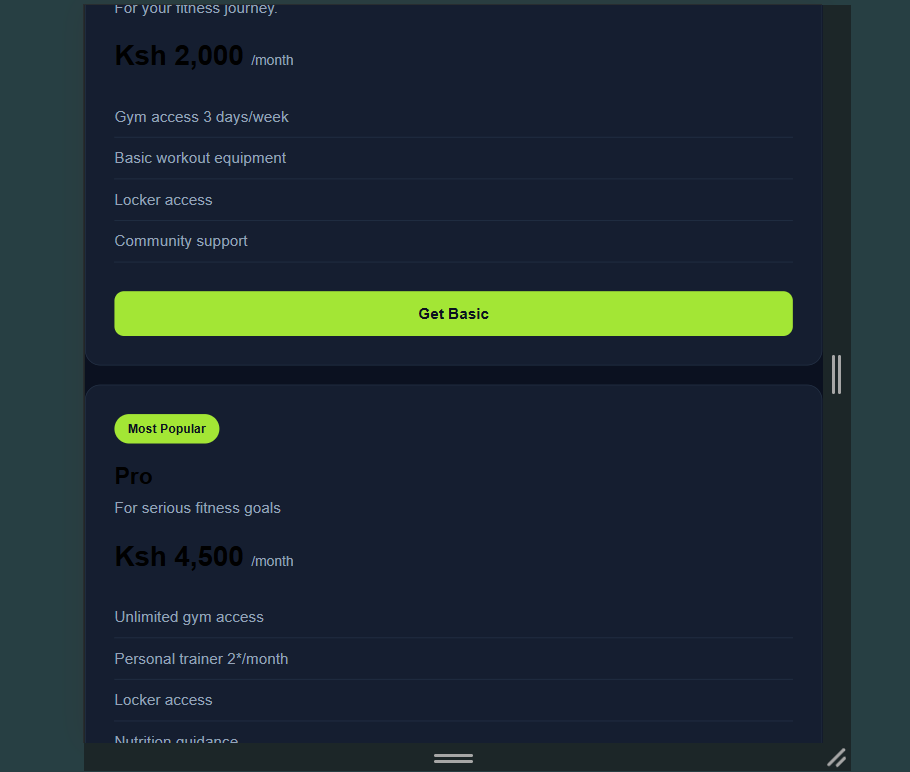 For your fitness journey.
Ksh 2,000 /month
Gym access 3 days/week
Basic workout equipment
Locker access
Community support
Get Basic
Most Popular
Pro
For serious fitness goals
Ksh 4,500 /month
Unlimited gym access
Personal trainer 2*/month
Locker access
Nutrition guidance